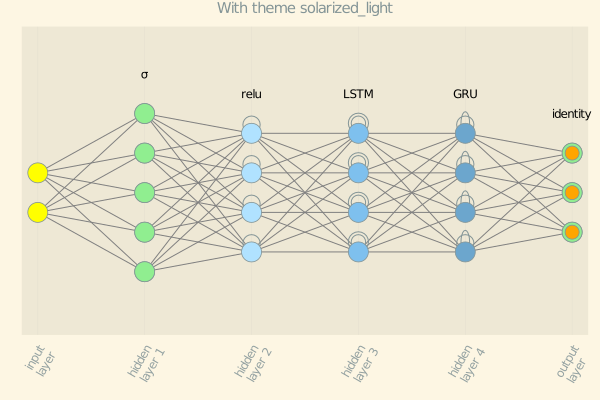 With theme solarized_light
σ
relu
LSTM
GRU
identity
input
layer
hidden
layer 1
hidden
layer 2
hidden
layer 3
hidden
layer 4
output
layer